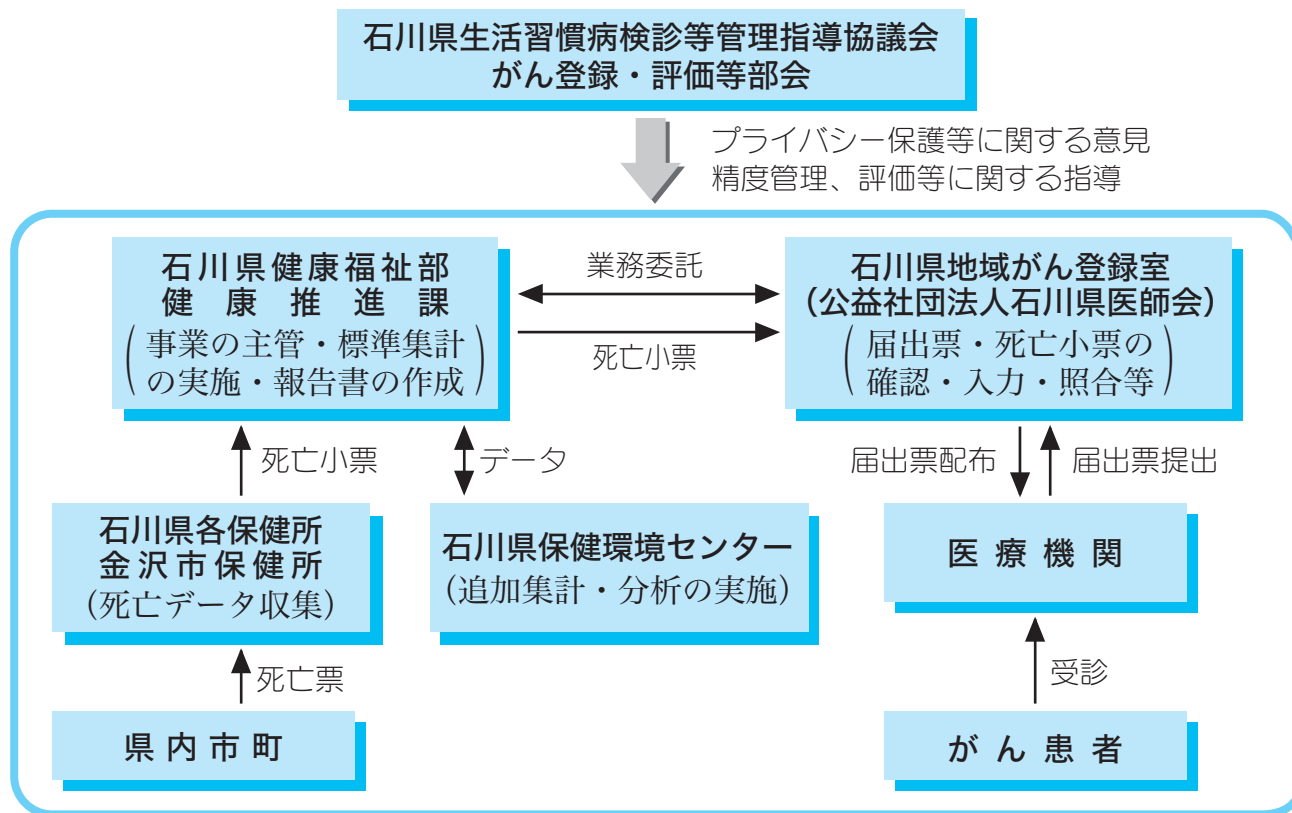 石川県生活習慣病検診等管理指導協議会
がん登録・評価等部会
プライバシー保護等に関する意見
精度管理、評価等に関する指導
石川県健康福祉部
健康推進課
(事業の主管・標準集計
の実施・報告書の作成)
業務委託
死亡小票
石川県地域がん登録室
(公益社団法人石川県医師会)
(届出票・死亡小票の
確認・入力・照合等)
死亡小票
データ
届出票配布
届出票提出
石川県各保健所
金沢市保健所
(死亡データ収集)
石川県保健環境センター
(追加集計・分析の実施)
医療機関
死亡票
受診
県内市町
がん患者